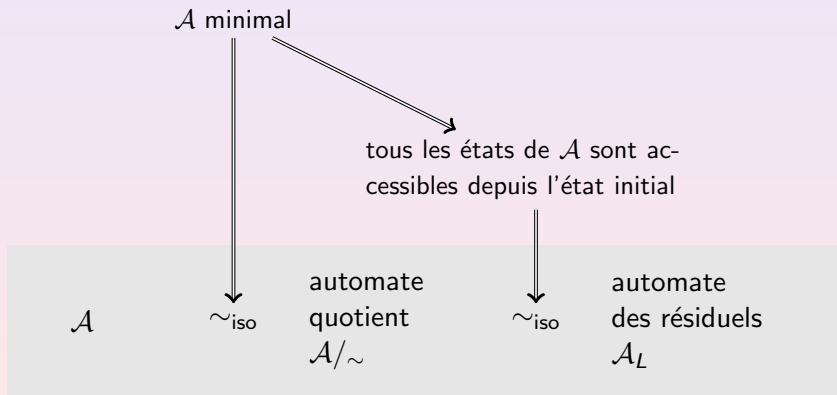 𝒜 minimal
tous les états de 𝒜 sont ac-
cessibles depuis l'état initial
𝒜
∼iso
automate
quotient
𝒜/∼
∼iso
automate
des résiduels
𝒜L